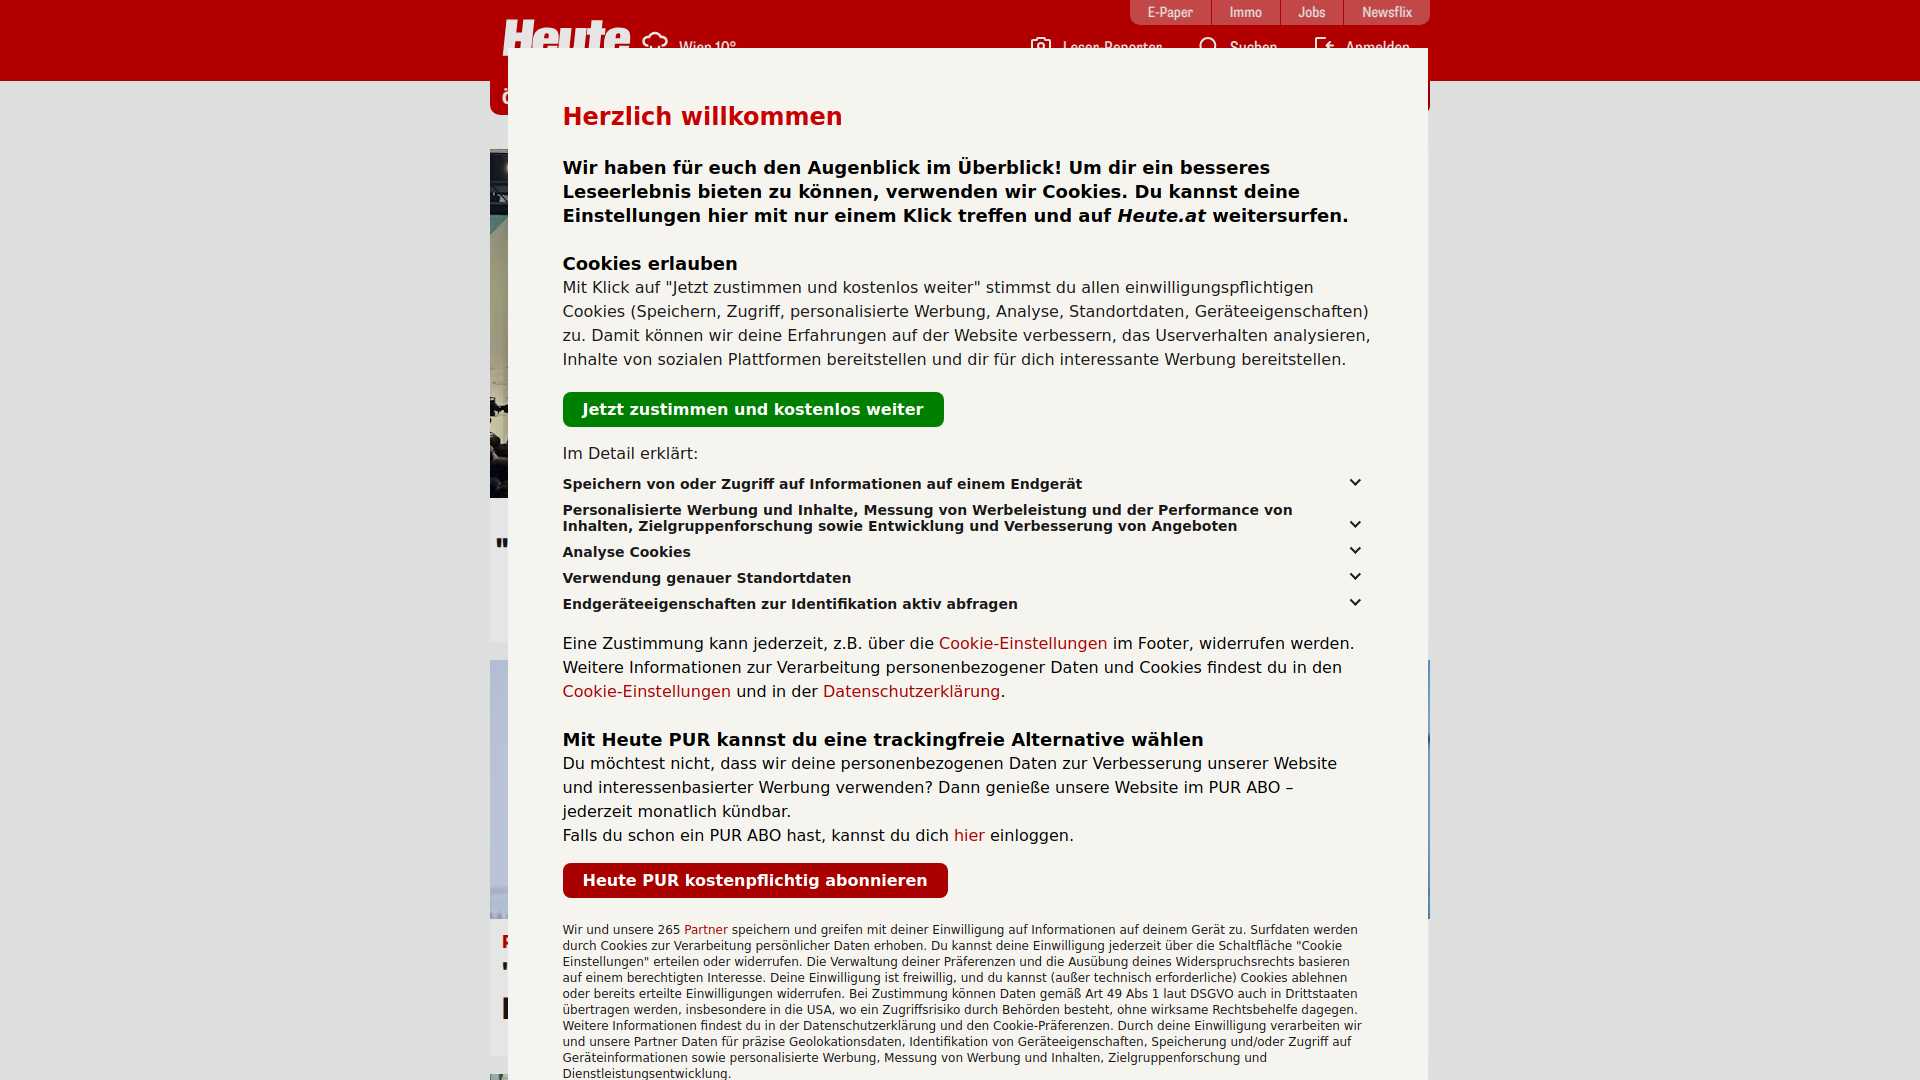 E-Paper
Immo
Jobs
Newsflix
Heute
Wien 10°
Leser-Reporter
Suchen
Anmelden
Herzlich willkommen
Wir haben für euch den Augenblick im Überblick! Um dir ein besseres
Leseerlebnis bieten zu können, verwenden wir Cookies. Du kannst deine
Einstellungen hier mit nur einem Klick treffen und auf Heute.at weitersurfen.
Cookies erlauben
Mit Klick auf "Jetzt zustimmen und kostenlos weiter" stimmst du allen einwilligungspflichtigen
Cookies (Speichern, Zugriff, personalisierte Werbung, Analyse, Standortdaten, Geräteeigenschaften)
zu. Damit können wir deine Erfahrungen auf der Website verbessern, das Userverhalten analysieren,
Inhalte von sozialen Plattformen bereitstellen und dir für dich interessante Werbung bereitstellen.
Jetzt zustimmen und kostenlos weiter
Im Detail erklärt:
Speichern von oder Zugriff auf Informationen auf einem Endgerät
Personalisierte Werbung und Inhalte, Messung von Werbeleistung und der Performance von
Inhalten, Zielgruppenforschung sowie Entwicklung und Verbesserung von Angeboten
Analyse Cookies
Verwendung genauer Standortdaten
Endgeräteeigenschaften zur Identifikation aktiv abfragen
Eine Zustimmung kann jederzeit, z.B. über die Cookie-Einstellungen im Footer, widerrufen werden.
Weitere Informationen zur Verarbeitung personenbezogener Daten und Cookies findest du in den
Cookie-Einstellungen und in der Datenschutzerklärung.
Mit Heute PUR kannst du eine trackingfreie Alternative wählen
Du möchtest nicht, dass wir deine personenbezogenen Daten zur Verbesserung unserer Website
und interessenbasierter Werbung verwenden? Dann genieße unsere Website im PUR ABO –
jederzeit monatlich kündbar.
Falls du schon ein PUR ABO hast, kannst du dich hier einloggen.
Heute PUR kostenpflichtig abonnieren
Wir und unsere 265 Partner speichern und greifen mit deiner Einwilligung auf Informationen auf deinem Gerät zu. Surfdaten werden
durch Cookies zur Verarbeitung persönlicher Daten erhoben. Du kannst deine Einwilligung jederzeit über die Schaltfläche "Cookie
Einstellungen" erteilen oder widerrufen. Die Verwaltung deiner Präferenzen und die Ausübung deines Widerspruchsrechts basieren
auf einem berechtigten Interesse. Deine Einwilligung ist freiwillig, und du kannst (außer technisch erforderliche) Cookies ablehnen
oder bereits erteilte Einwilligungen widerrufen. Bei Zustimmung können Daten gemäß Art 49 Abs 1 laut DSGVO auch in Drittstaaten
übertragen werden, insbesondere in die USA, wo ein Zugriffsrisiko durch Behörden besteht, ohne wirksame Rechtsbehelfe dagegen.
Weitere Informationen findest du in der Datenschutzerklärung und den Cookie-Präferenzen. Durch deine Einwilligung verarbeiten wir
und unsere Partner Daten für präzise Geolokationsdaten, Identifikation von Geräteeigenschaften, Speicherung und/oder Zugriff auf
Geräteinformationen sowie personalisierte Werbung, Messung von Werbung und Inhalten, Zielgruppenforschung und
Dienstleistungsentwicklung.